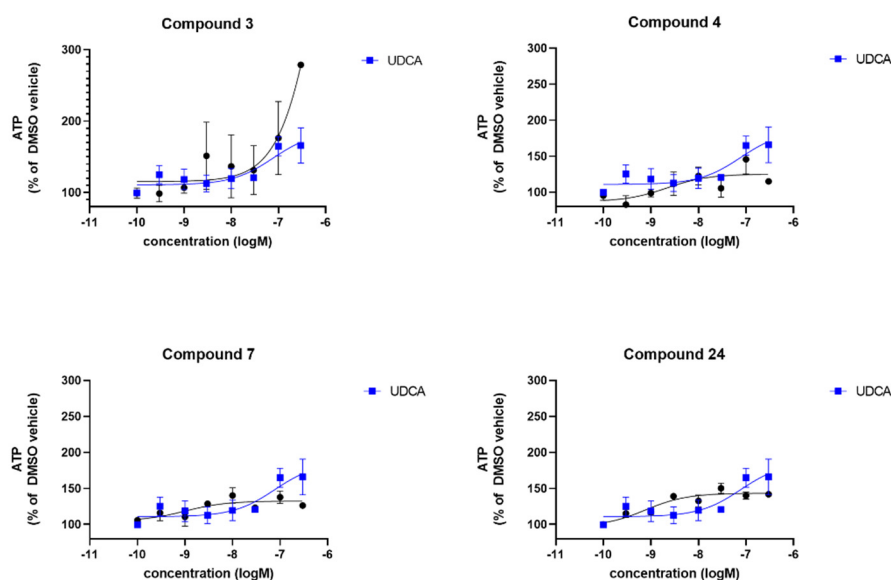 Compound 3
300
200
100
ATP
(% of DMSO vehicle)
-11 -10 -9 -8 -7 -6
concentration (logM)
UDCA
Compound 4
300
250
200
150
100
ATP
(% of DMSO vehicle)
-11 -10 -9 -8 -7 -6
concentration (logM)
UDCA
Compound 7
300
250
200
150
100
ATP
(% of DMSO vehicle)
-11 -10 -9 -8 -7 -6
concentration (logM)
UDCA
Compound 24
300
250
200
150
100
ATP
(% of DMSO vehicle)
-11 -10 -9 -8 -7 -6
concentration (logM)
UDCA